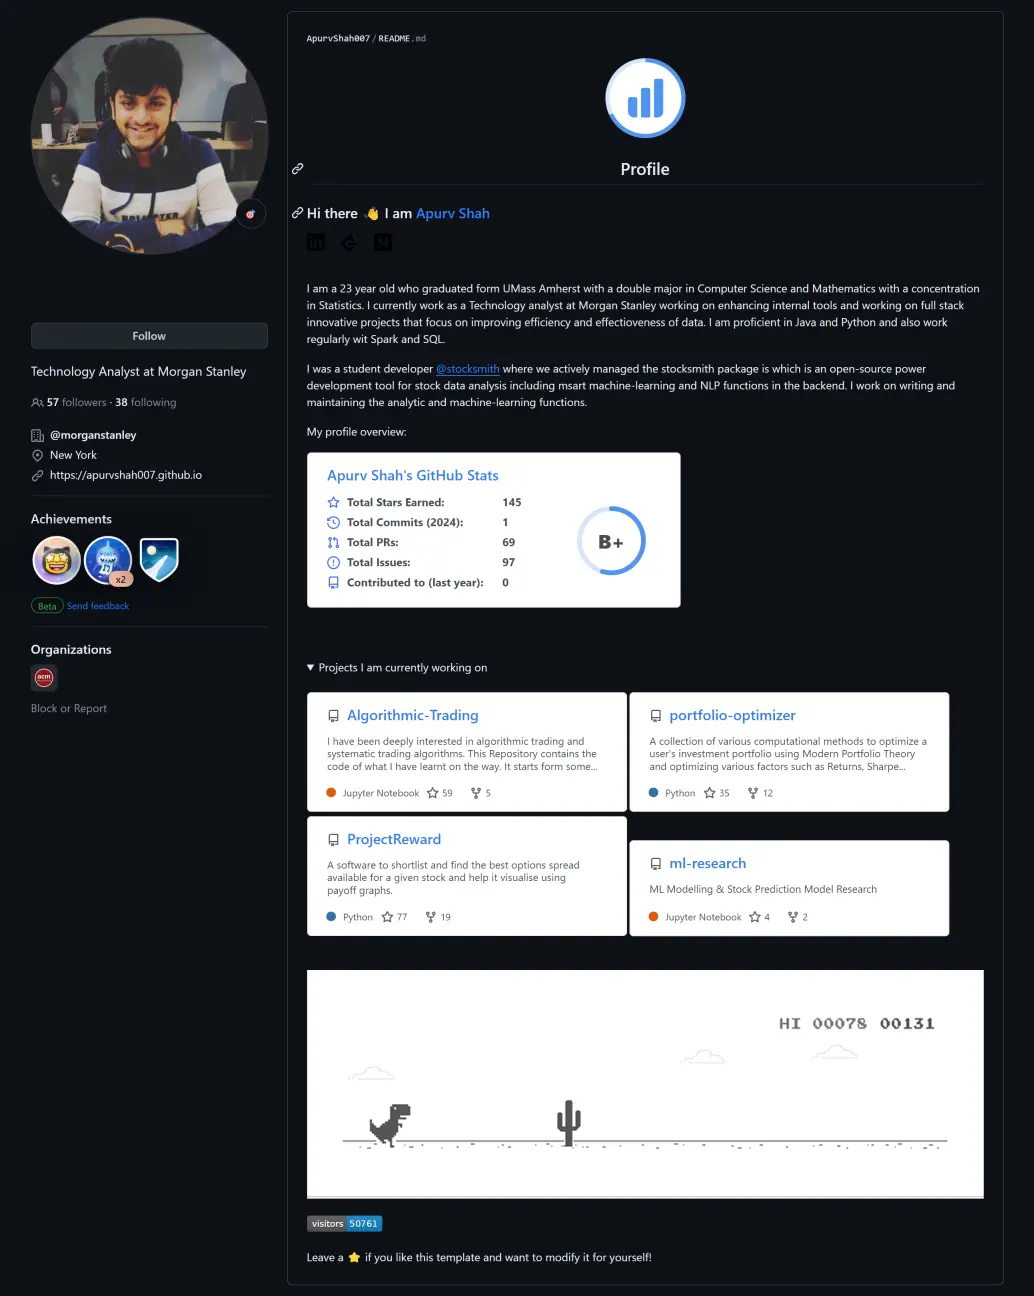 Follow
Technology Analyst at Morgan Stanley
57 followers · 38 following
@morganstanley
New York
https://apurvshah007.github.io
Achievements
x2
Beta Send feedback
Organizations
acm
Block or Report
ApurvShah007/README.md
Profile
Hi there 👋 I am Apurv Shah
I am a 23 year old who graduated form UMass Amherst with a double major in Computer Science and Mathematics with a concentration
in Statistics. I currently work as a Technology analyst at Morgan Stanley working on enhancing internal tools and working on full stack
innovative projects that focus on improving efficiency and effectioveness of data. I am proficient in Java and Python and also work
regularly wit Spark and SQL.
I was a student developer @stocksmith where we actively managed the stocksmith package is which is an open-source power
development tool for stock data analysis including msart machine-learning and NLP functions in the backend. I work on writing and
maintaining the analytic and machine-learning functions.
My profile overview:
Apurv Shah's GitHub Stats
Total Stars Earned: 145
Total Commits (2024): 1
Total PRs: 69
Total Issues: 97
Contributed to (last year): 0
B+
▼ Projects I am currently working on
Algorithmic-Trading
I have been deeply interested in algorithmic trading and
systematic trading algorithms. This Repository contains the
code of what I have learnt on the way. It starts form some...
Jupyter Notebook 59 5
portfolio-optimizer
A collection of various computational methods to optimize a
user's investment portfolio using Modern Portfolio Theory
and optimizing various factors such as Returns, Sharpe...
Python 35 12
ProjectReward
A software to shortlist and find the best options spread
available for a given stock and help it visualise using
payoff graphs.
Python 77 19
ml-research
ML Modelling & Stock Prediction Model Research
Jupyter Notebook 4 2
HI 00078 00131
visitors 50761
Leave a ⭐ if you like this template and want to modify it for yourself!